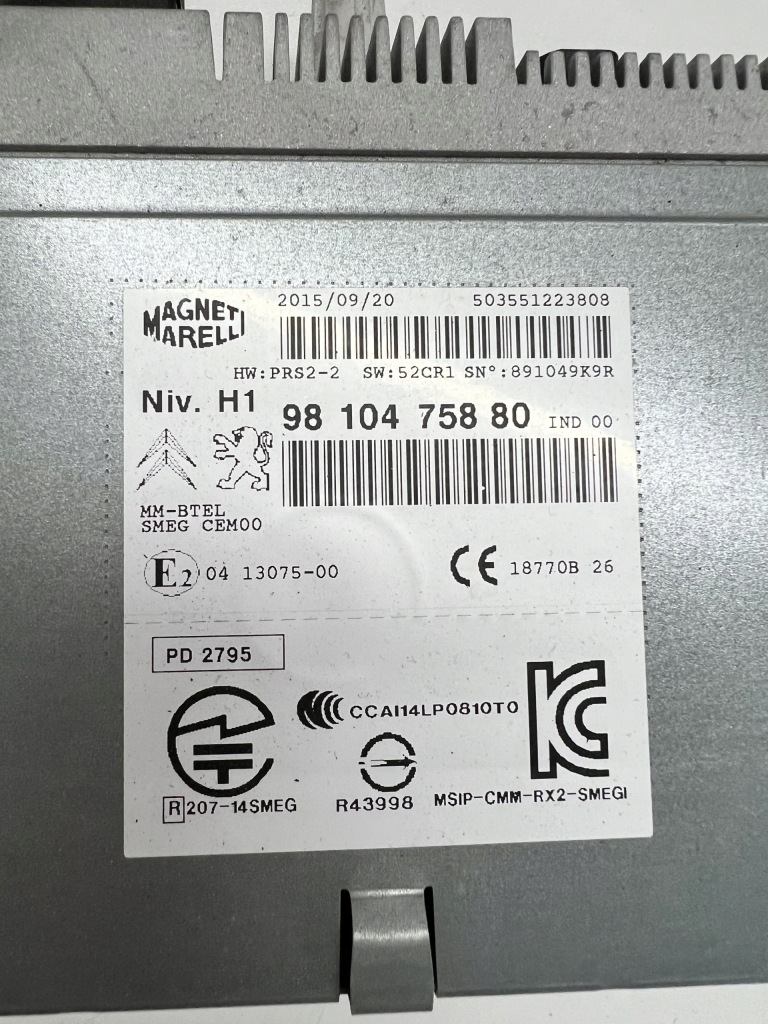 MAGNETI
MARELLI
2015/09/20 503551223808
HW:PRS2-2 SW:52CR1 SN°:891049K9R
Niv. H1
98 104 758 80 IND 00
MM-BTEL
SMEG CEM00
E2 04 13075-00
CE 18770B 26
PD 2795
CCAI14LP0810T0
R 207-14SMEG
R43998
MSIP-CMM-RX2-SMEGI